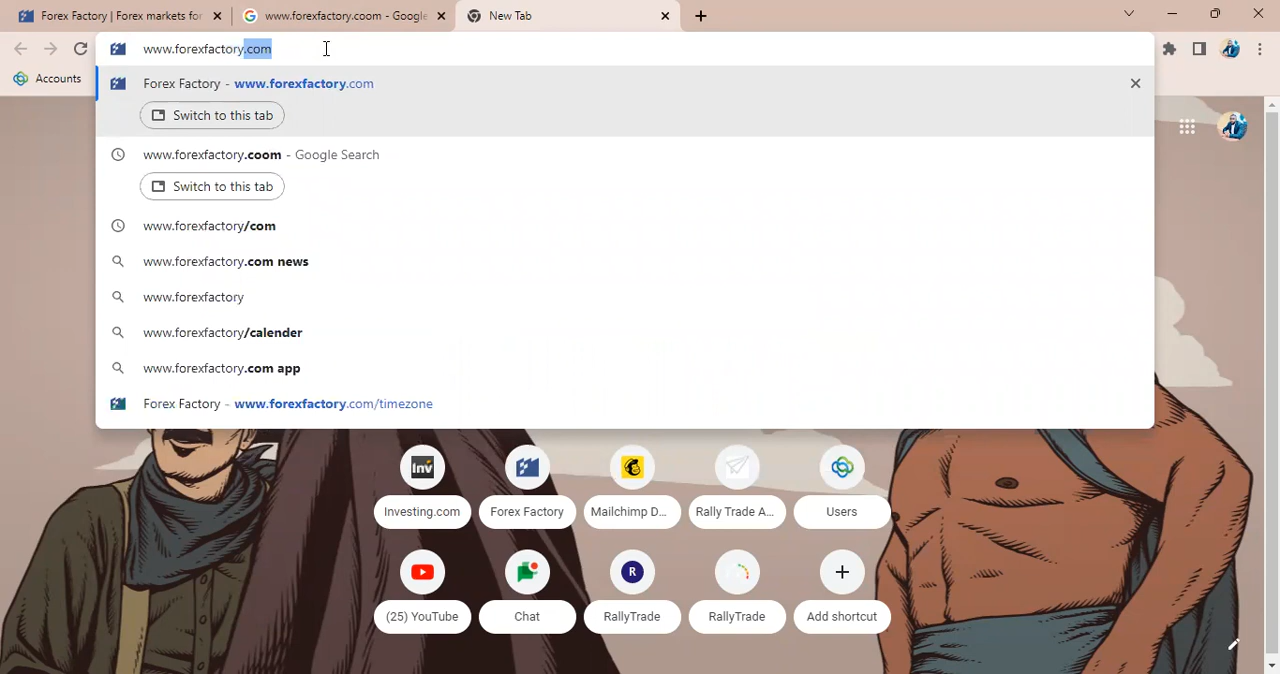 Forex Factory | Forex markets for
www.forexfactory.coom - Google
New Tab
www.forexfactory.com
Accounts
Forex Factory - www.forexfactory.com
Switch to this tab
www.forexfactory.coom - Google Search
Switch to this tab
www.forexfactory/com
www.forexfactory.com news
www.forexfactory
www.forexfactory/calender
www.forexfactory.com app
Forex Factory - www.forexfactory.com/timezone
Inv
Investing.com
Forex Factory
Mailchimp D...
Rally Trade A...
Users
R
(25) YouTube
Chat
RallyTrade
RallyTrade
Add shortcut